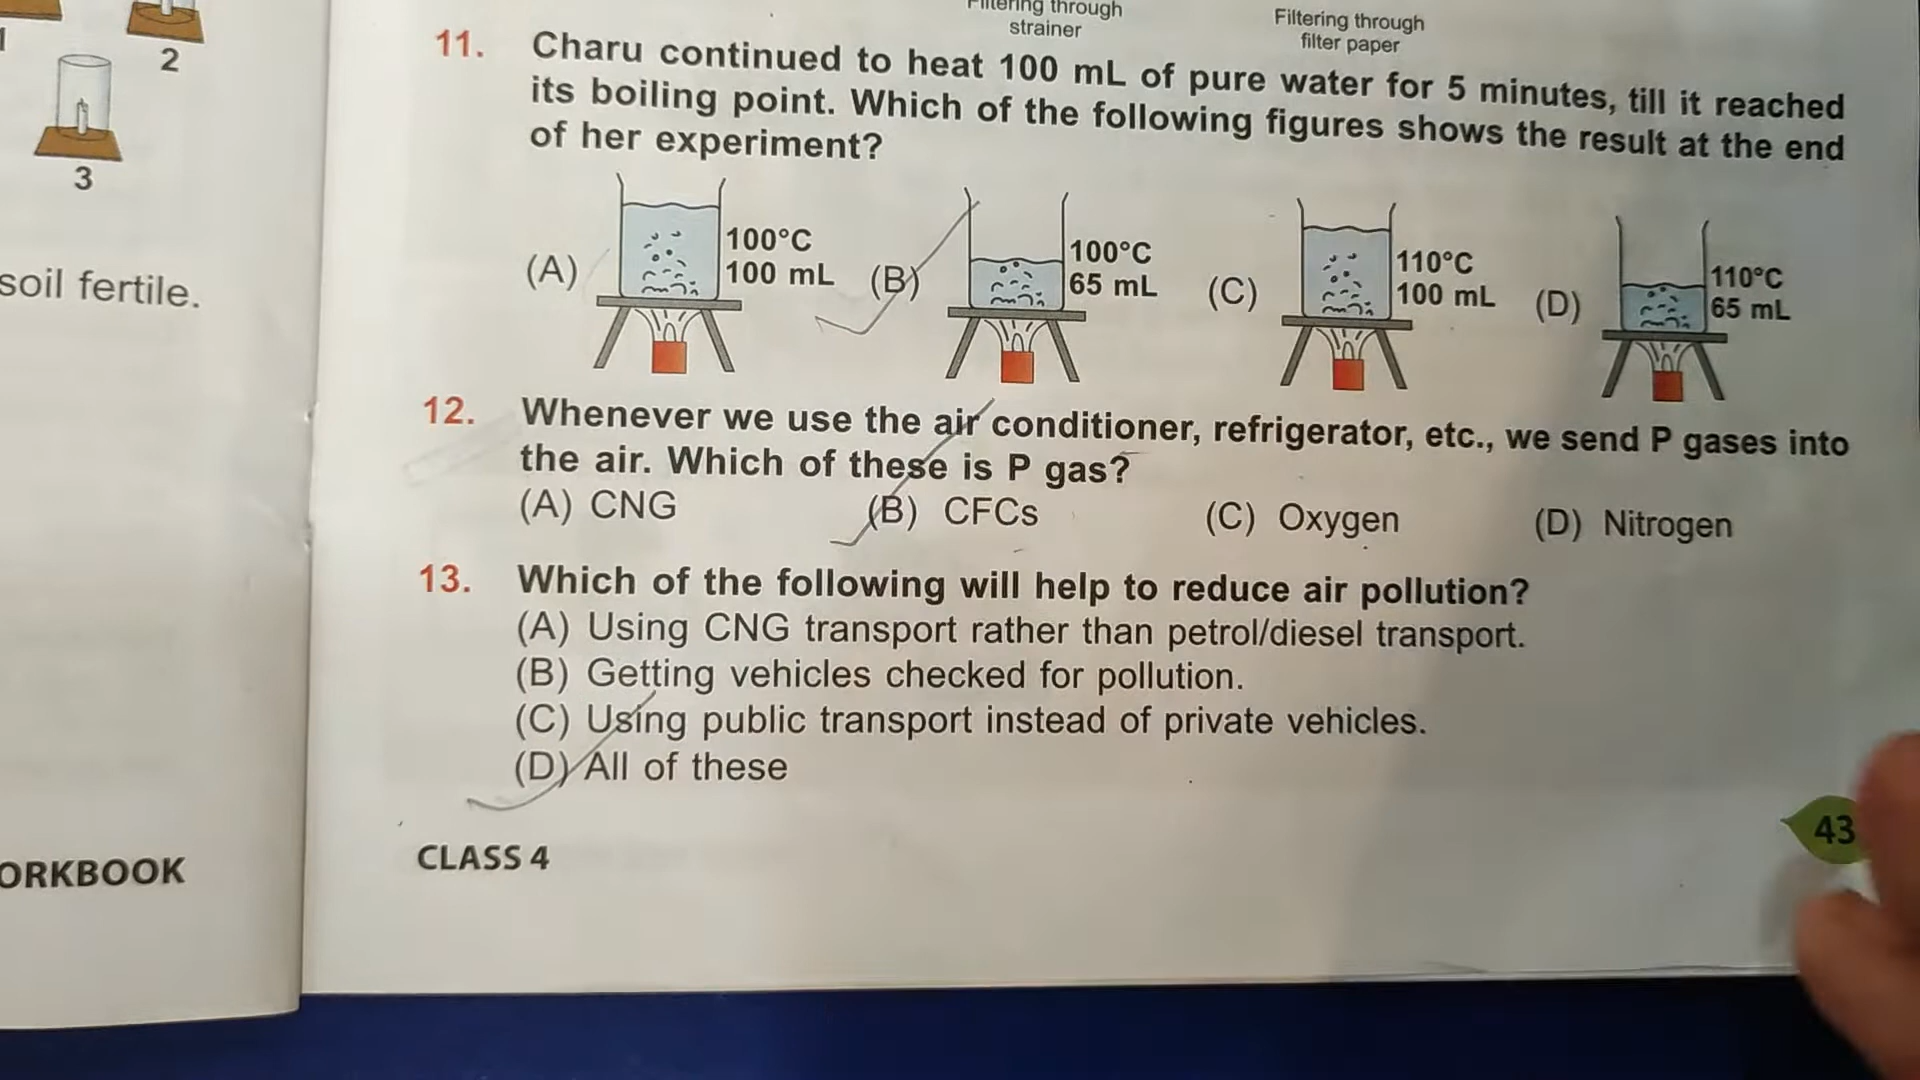 2
3
soil fertile.
ORKBOOK
Filtering through
strainer
Filtering through
filter paper
11. Charu continued to heat 100 mL of pure water for 5 minutes, till it reached
its boiling point. Which of the following figures shows the result at the end
of her experiment?
(A) 100°C
100 mL
(B) 100°C
65 mL
(C) 110°C
100 mL
(D) 110°C
65 mL
12. Whenever we use the air conditioner, refrigerator, etc., we send P gases into
the air. Which of these is P gas?
(A) CNG (B) CFCs (C) Oxygen (D) Nitrogen
13. Which of the following will help to reduce air pollution?
(A) Using CNG transport rather than petrol/diesel transport.
(B) Getting vehicles checked for pollution.
(C) Using public transport instead of private vehicles.
(D) All of these
CLASS 4
43